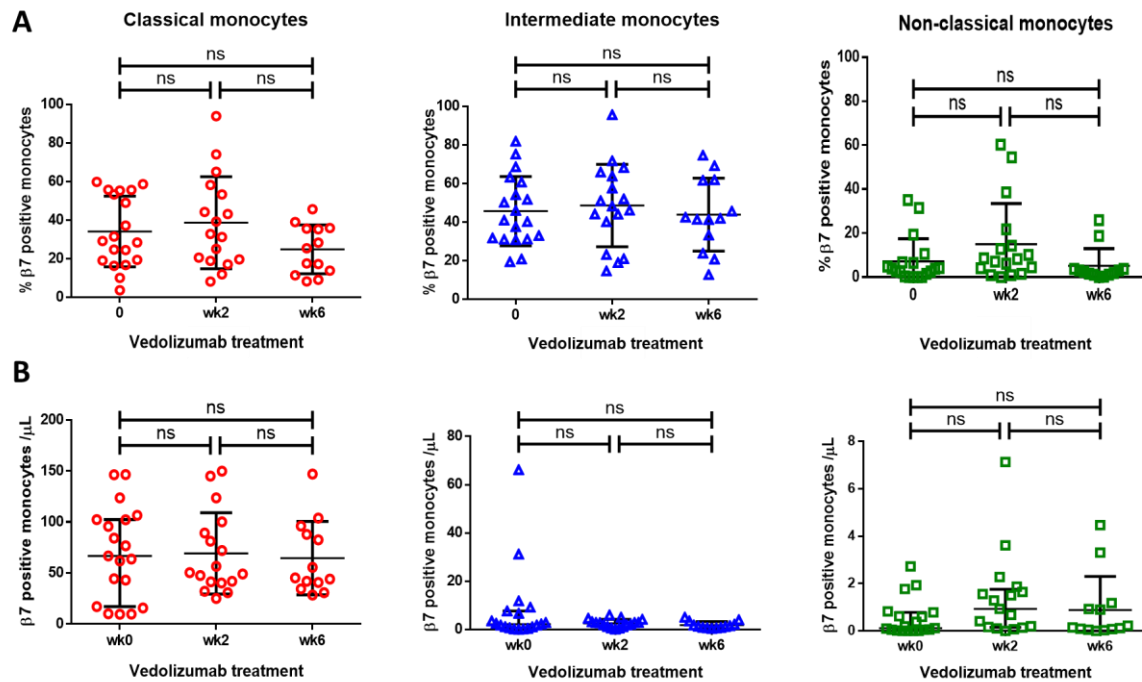 A
Classical monocytes
Intermediate monocytes
Non-classical monocytes
ns
ns
ns
% β7 positive monocytes
100
80
60
40
20
0
0
wk2
wk6
Vedolizumab treatment
ns
ns
ns
% β7 positive monocytes
100
80
60
40
20
0
0
wk2
wk6
Vedolizumab treatment
ns
ns
ns
% β7 positive monocytes
100
80
60
40
20
0
0
wk2
wk6
Vedolizumab treatment
B
ns
ns
ns
β7 positive monocytes /μL
200
150
100
50
0
wk0
wk2
wk6
Vedolizumab treatment
ns
ns
ns
β7 positive monocytes /μL
80
60
40
20
0
wk0
wk2
wk6
Vedolizumab treatment
ns
ns
ns
β7 positive monocytes /μL
8
6
4
2
0
wk0
wk2
wk6
Vedolizumab treatment